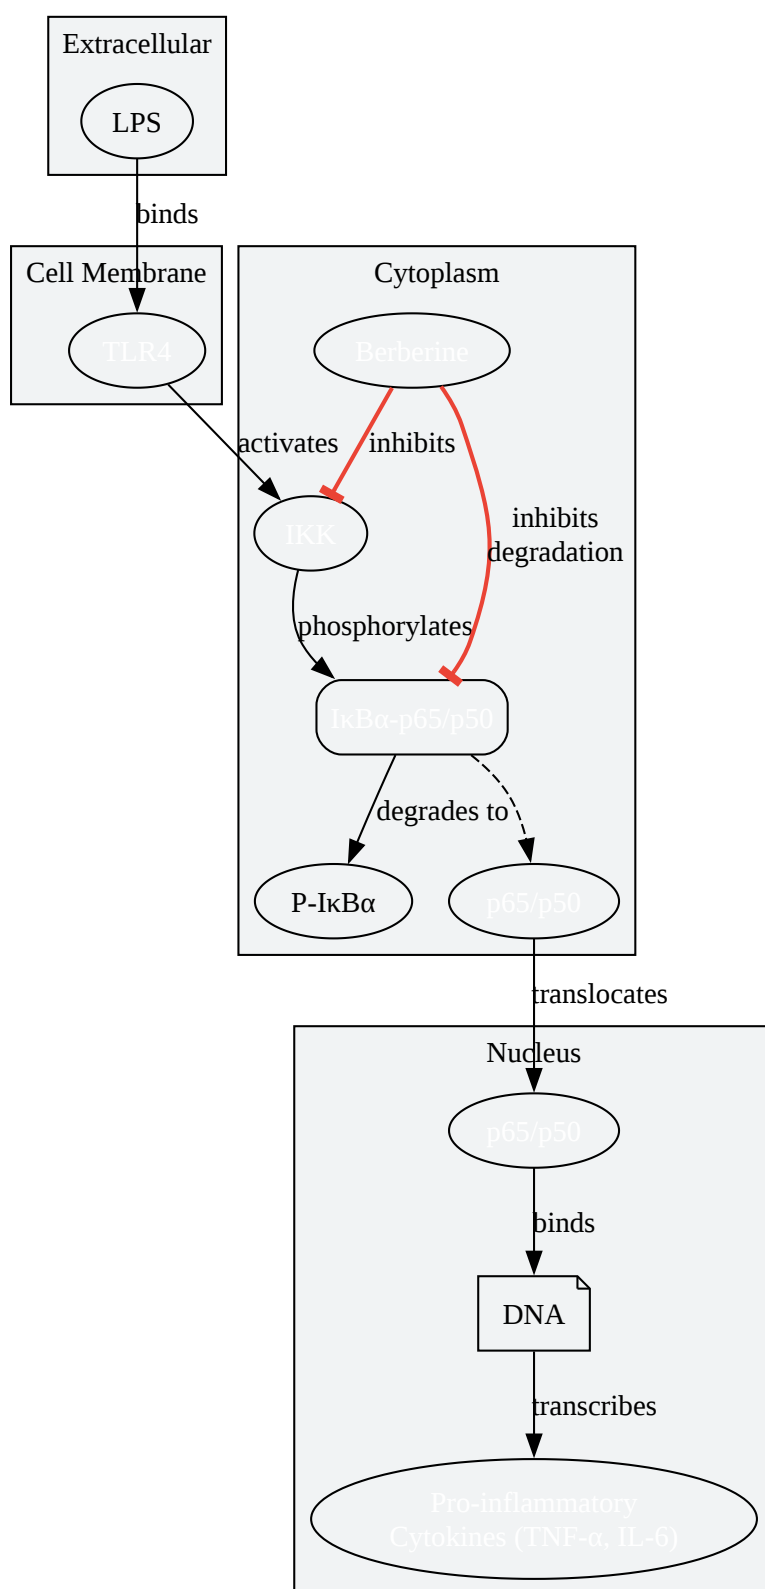 Extracellular
LPS
binds
Cell Membrane
Cytoplasm
TLR4
Berberine
activates
inhibits
IKK
inhibits
degradation
phosphorylates
IκBα-p65/p50
degrades to
P-IκBα
p65/p50
translocates
Nucleus
p65/p50
binds
DNA
transcribes
Pro-inflammatory
Cytokines (TNF-α, IL-6)